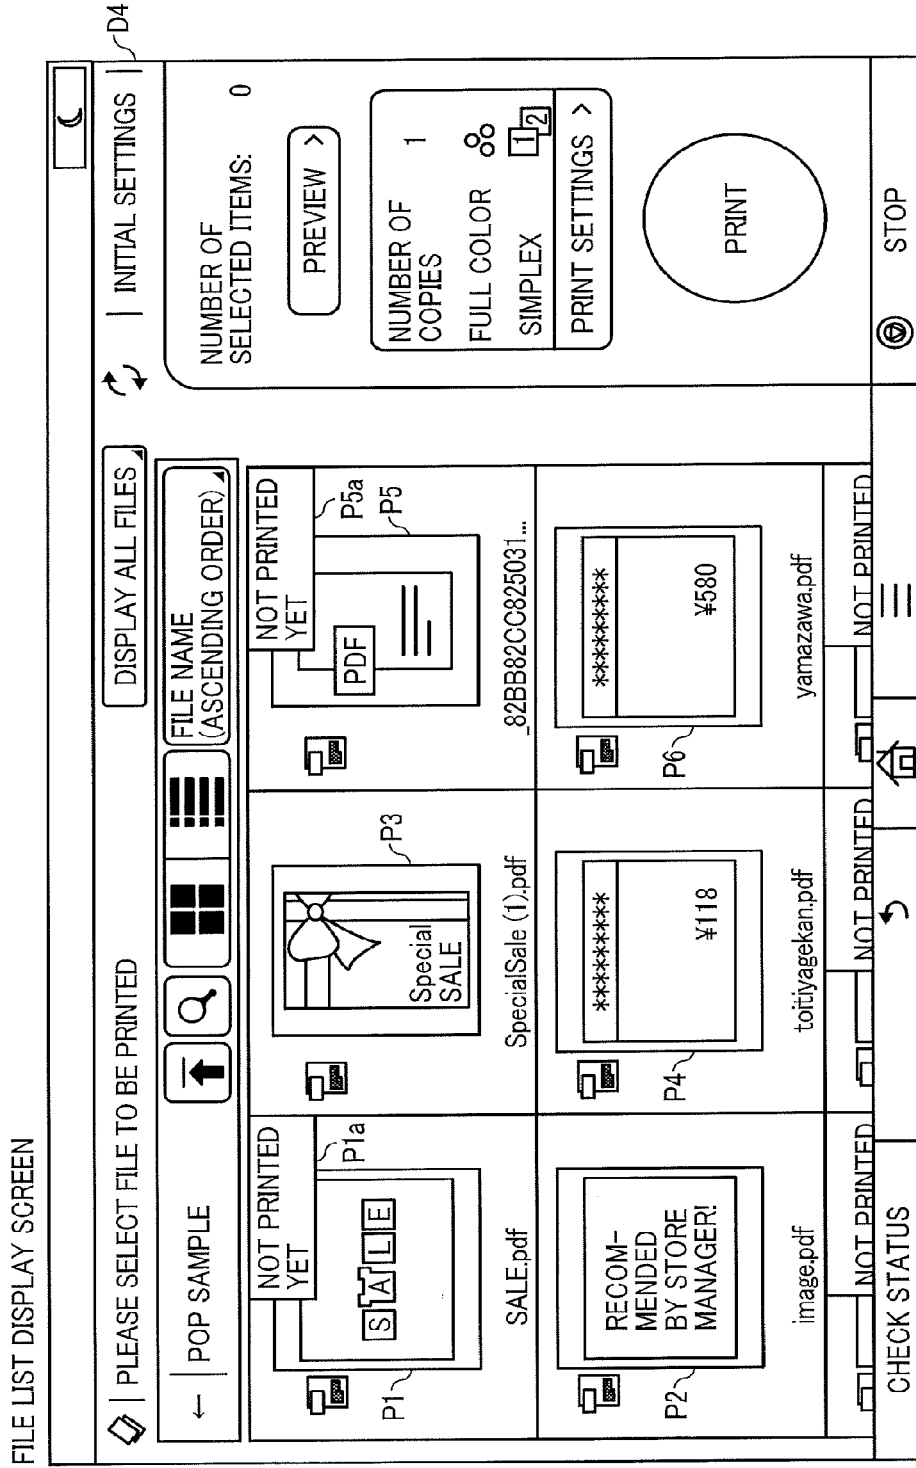 FILE LIST DISPLAY SCREEN
D4
PLEASE SELECT FILE TO BE PRINTED
DISPLAY ALL FILES
INITIAL SETTINGS
← POP SAMPLE
FILE NAME
(ASCENDING ORDER)
NOT PRINTED
YET
P1a
P1
SALE
SALE.pdf
P3
Special
SALE
SpecialSale (1).pdf
NOT PRINTED
YET
P5a
P5
PDF
_82BB82CC825031...
P2
RECOM-
MENDED
BY STORE
MANAGER!
image.pdf
P4
*********
¥118
toitiyagekan.pdf
P6
*********
¥580
yamazawa.pdf
NOT PRINTED
NOT PRINTED
NOT PRINTED
NUMBER OF
SELECTED ITEMS: 0
PREVIEW >
NUMBER OF
COPIES 1
FULL COLOR
SIMPLEX 1 2
PRINT SETTINGS >
PRINT
CHECK STATUS
STOP